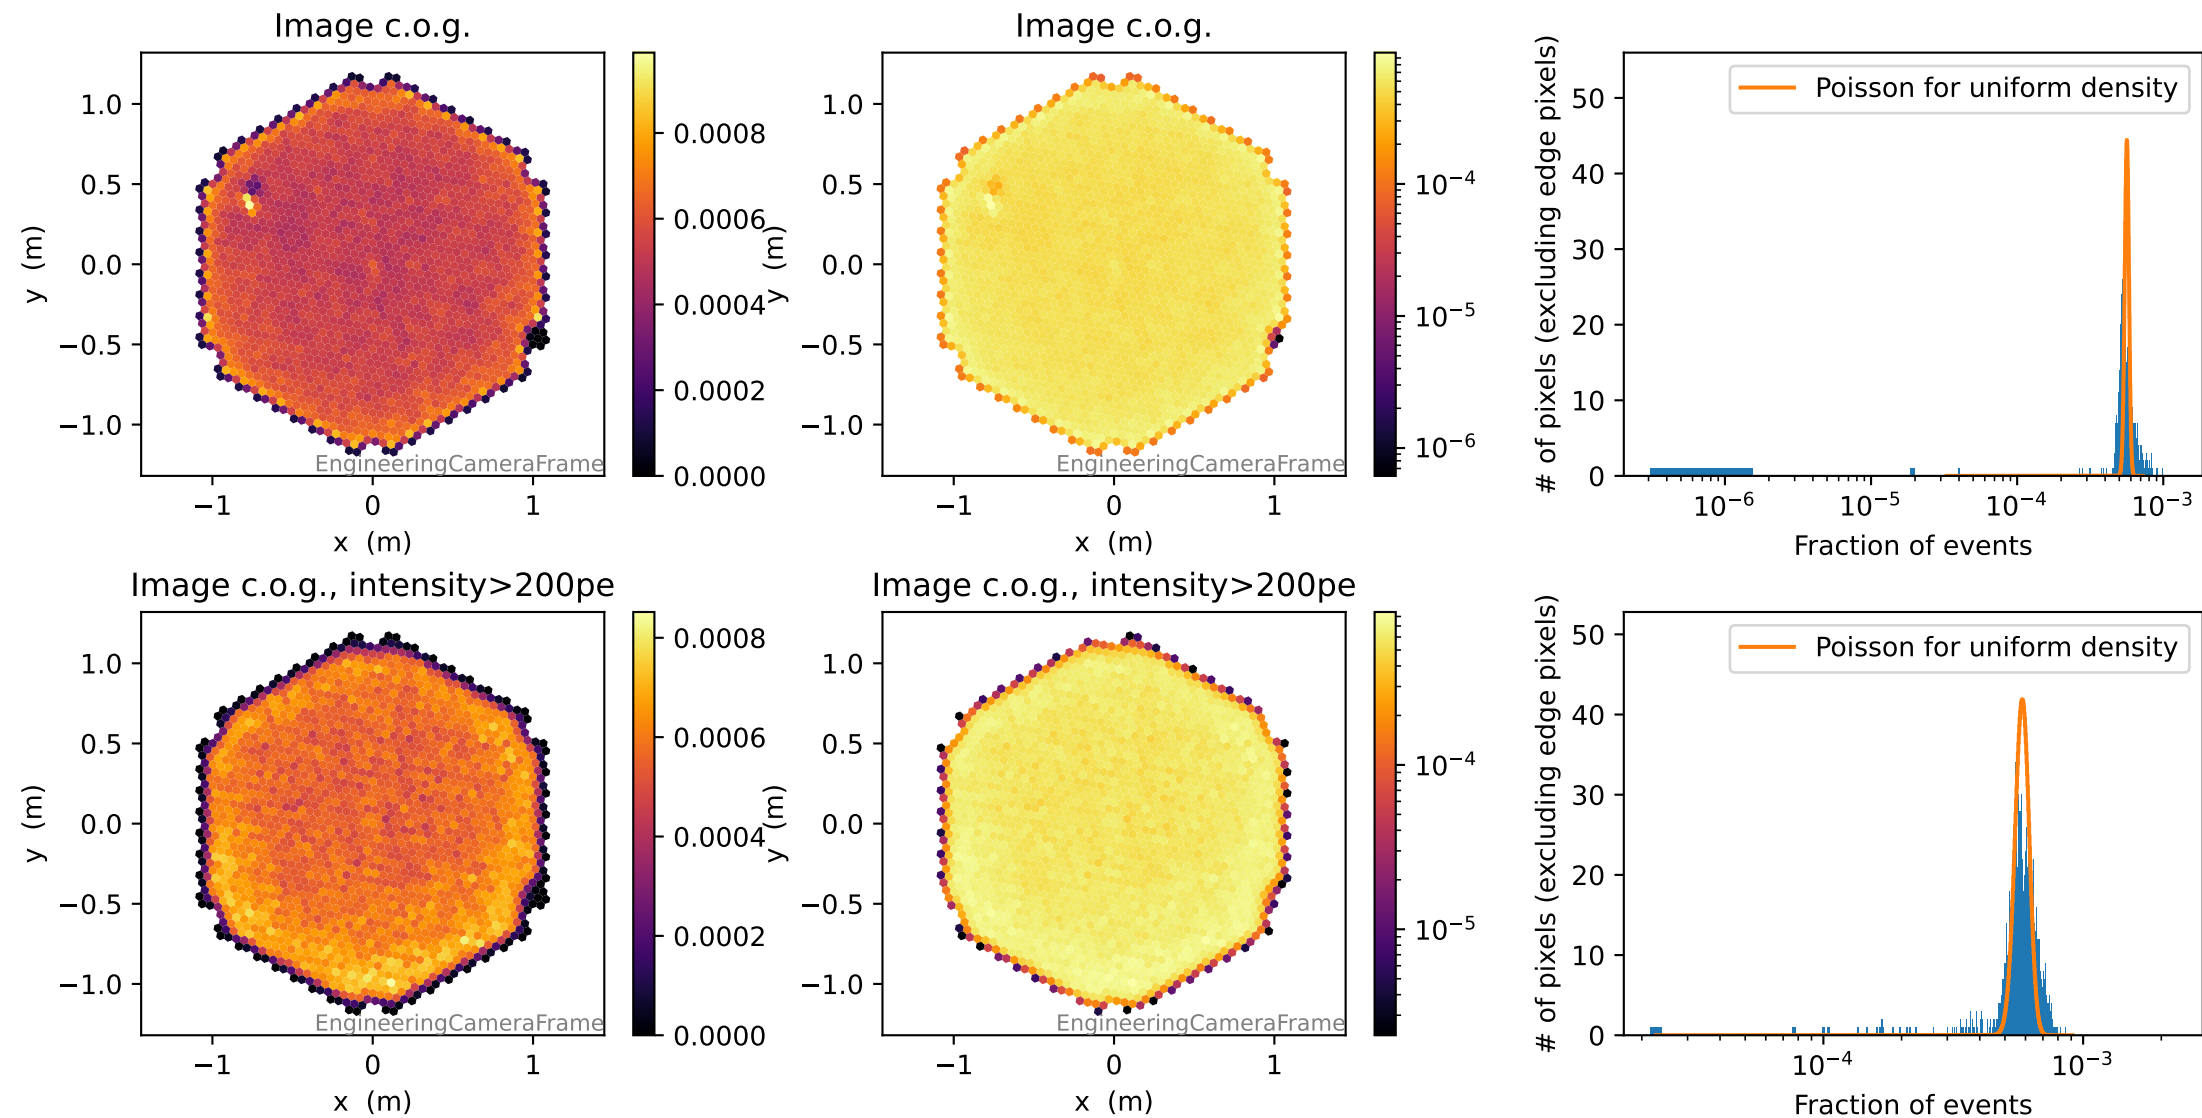 Image c.o.g.
1.0
0.5
0.0
−0.5
−1.0
y (m)
−1
0
1
x (m)
EngineeringCameraFrame
0.0008
0.0006
0.0004
0.0002
0.0000
Image c.o.g.
1.0
0.5
0.0
−0.5
−1.0
y (m)
−1
0
1
x (m)
EngineeringCameraFrame
10⁻⁴
10⁻⁵
10⁻⁶
Poisson for uniform density
# of pixels (excluding edge pixels)
50
40
30
20
10
0
10⁻⁶
10⁻⁵
10⁻⁴
10⁻³
Fraction of events
Image c.o.g., intensity>200pe
1.0
0.5
0.0
−0.5
−1.0
y (m)
−1
0
1
x (m)
EngineeringCameraFrame
0.0008
0.0006
0.0004
0.0002
0.0000
Image c.o.g., intensity>200pe
1.0
0.5
0.0
−0.5
−1.0
y (m)
−1
0
1
x (m)
EngineeringCameraFrame
10⁻⁴
10⁻⁵
Poisson for uniform density
# of pixels (excluding edge pixels)
50
40
30
20
10
0
10⁻⁴
10⁻³
Fraction of events